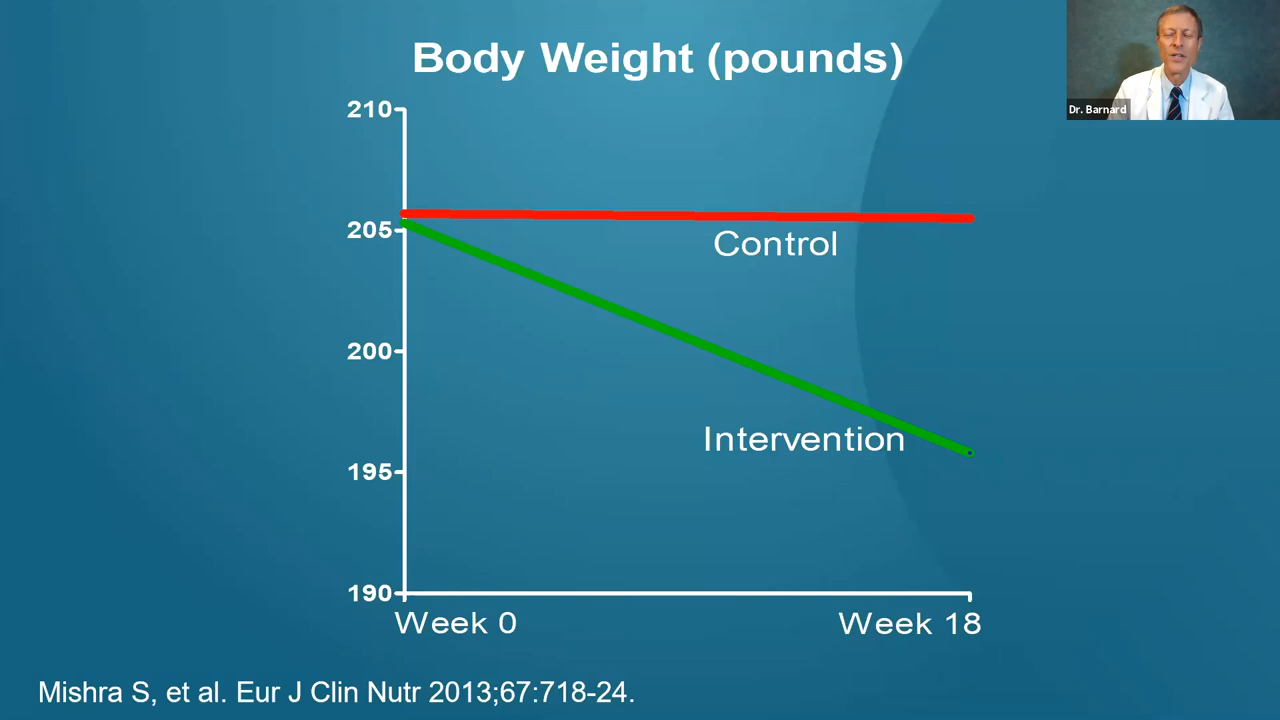 Body Weight (pounds)
Dr. Barnard
210
205
Control
200
Intervention
195
190
Week 0 Week 18
Mishra S, et al. Eur J Clin Nutr 2013;67:718-24.